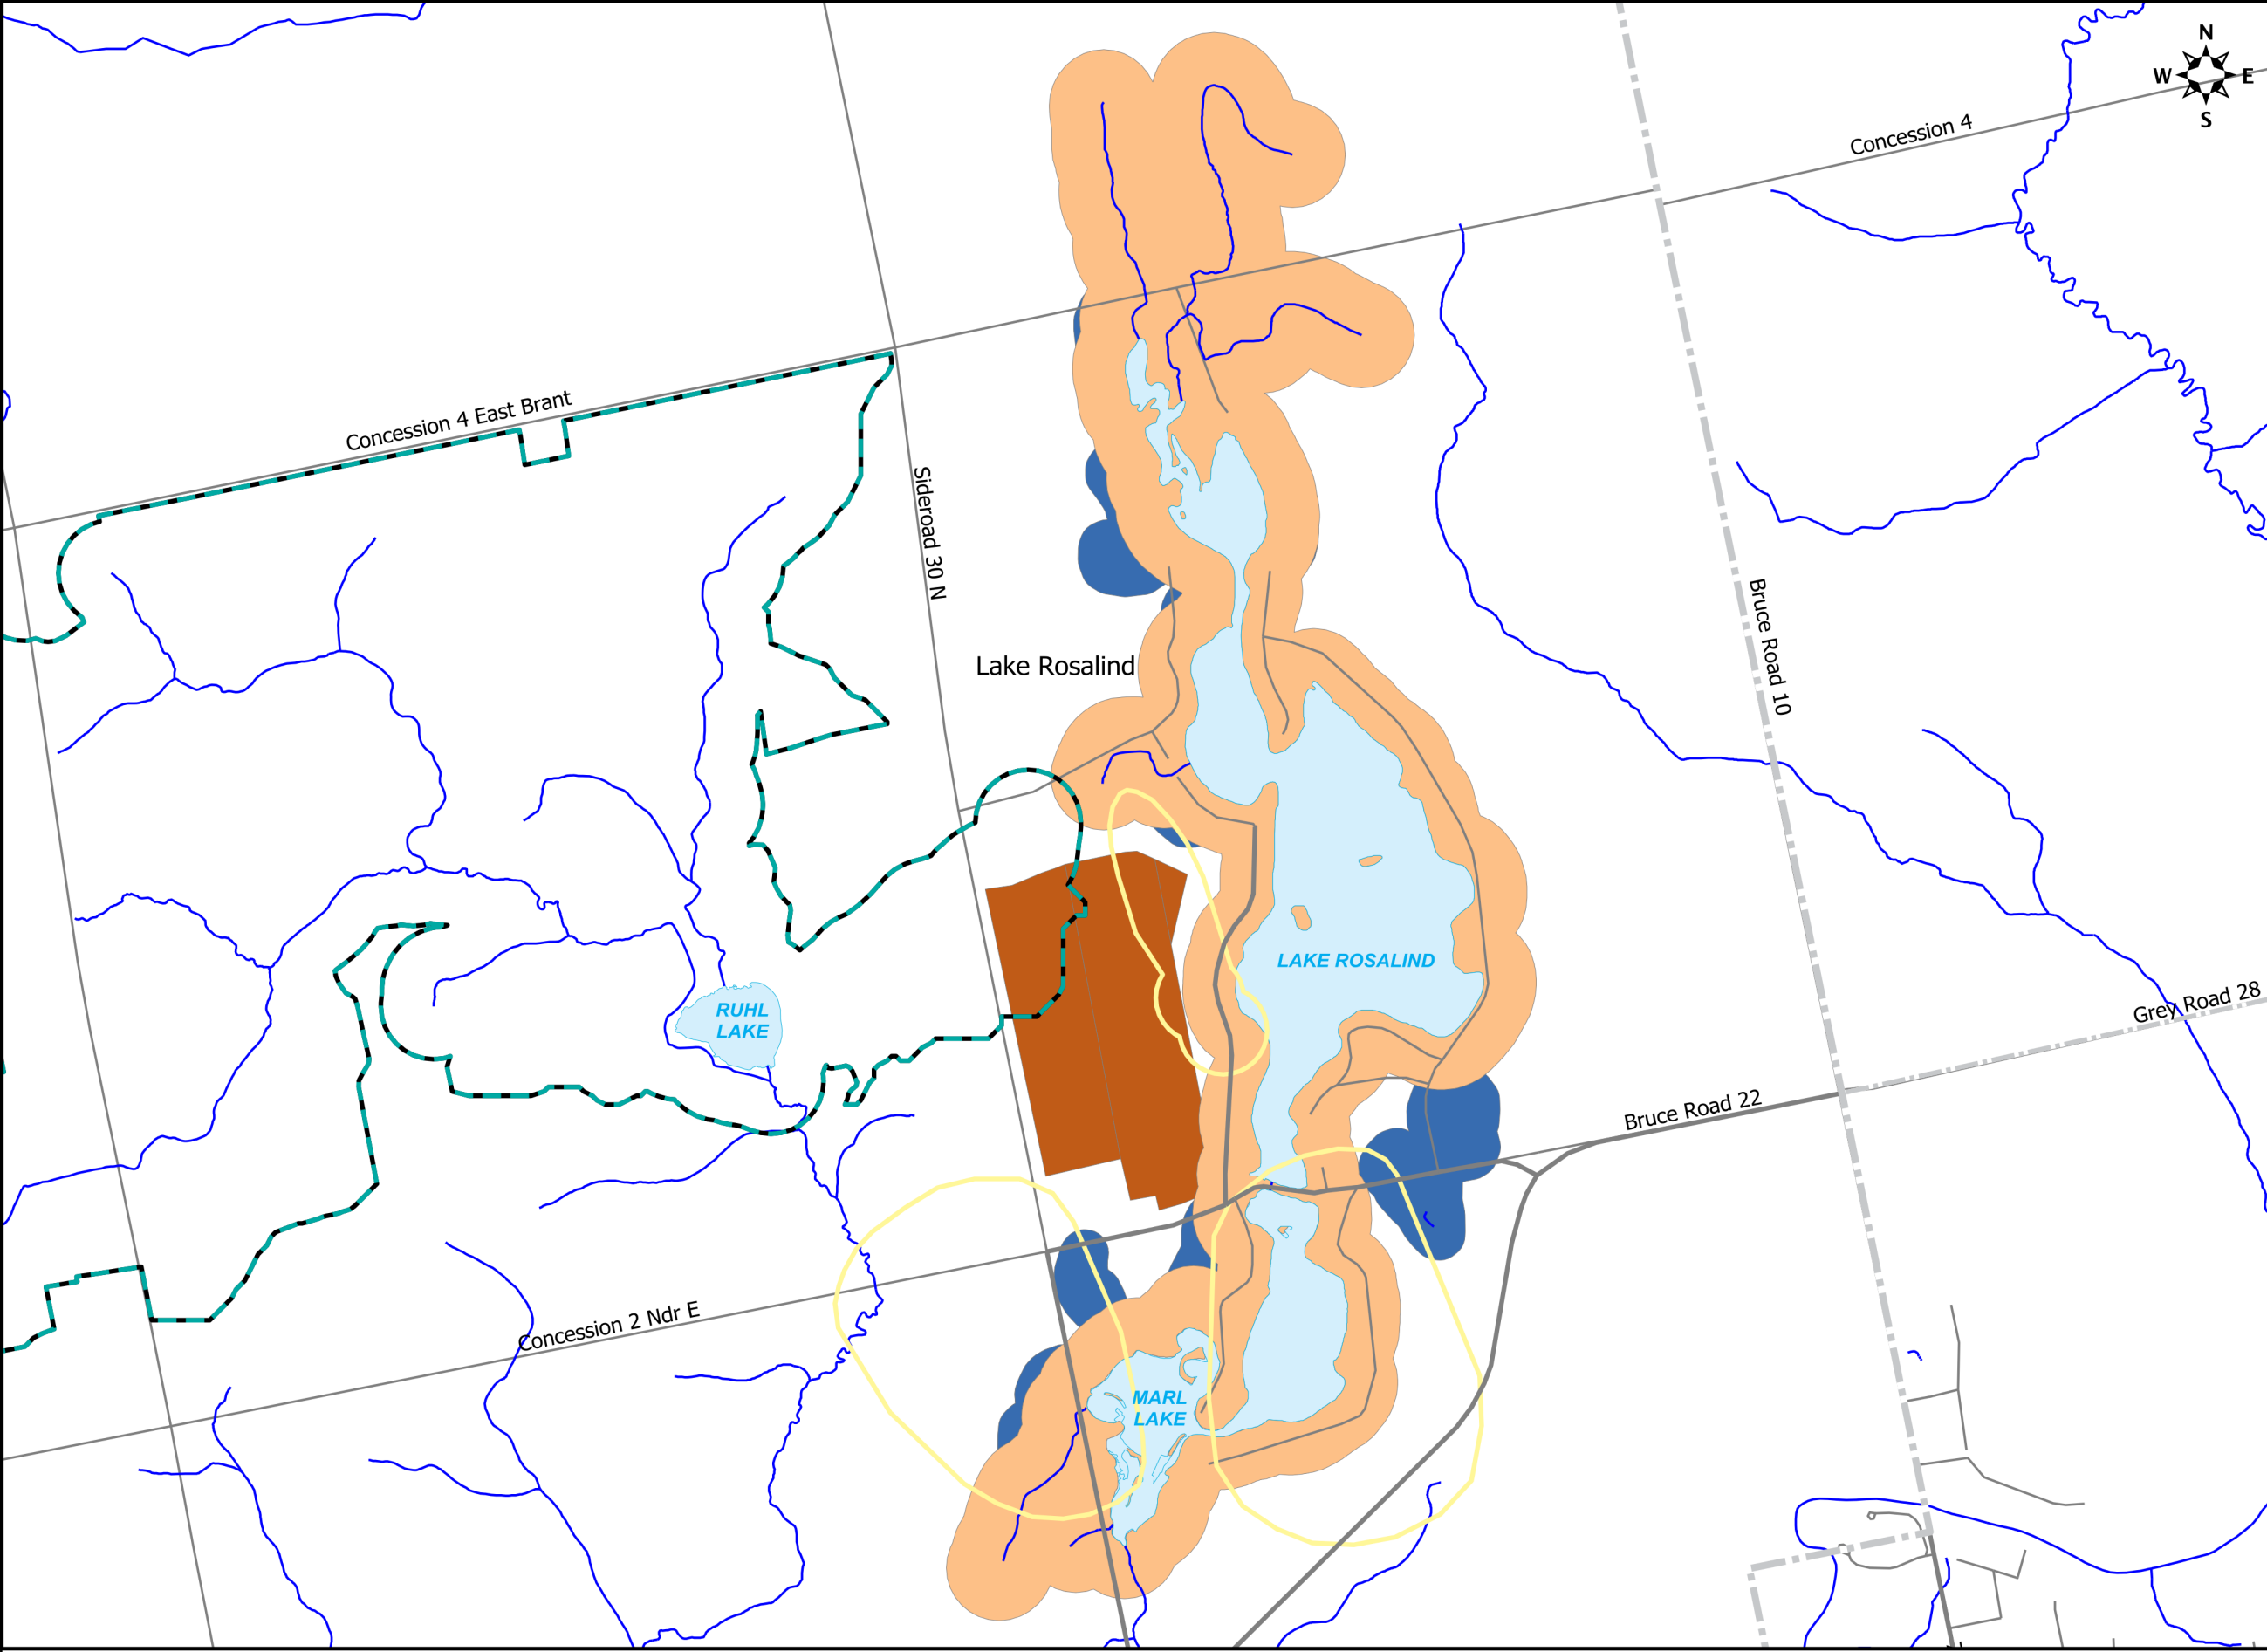 N
W E
S
Concession 4
Concession 4 East Brant
Sideroad 30 N
Bruce Road 10
Lake Rosalind
LAKE ROSALIND
RUHL
LAKE
Grey Road 28
Bruce Road 22
Concession 2 Ndr E
MARL
LAKE